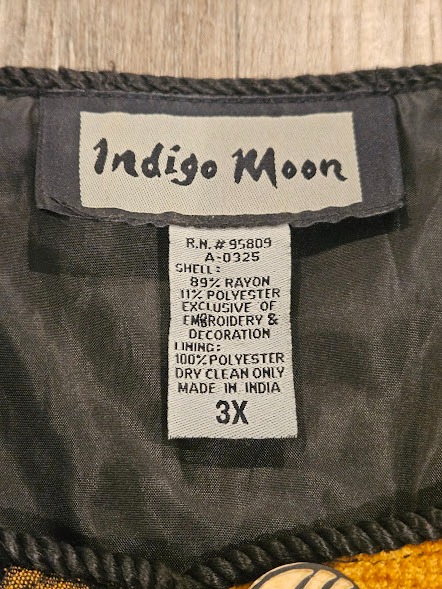 Indigo Moon
R.N. # 95809
A-0325
SHELL:
89% RAYON
11% POLYESTER
EXCLUSIVE OF
EMBROIDERY &
DECORATION
LINING:
100% POLYESTER
DRY CLEAN ONLY
MADE IN INDIA
3X